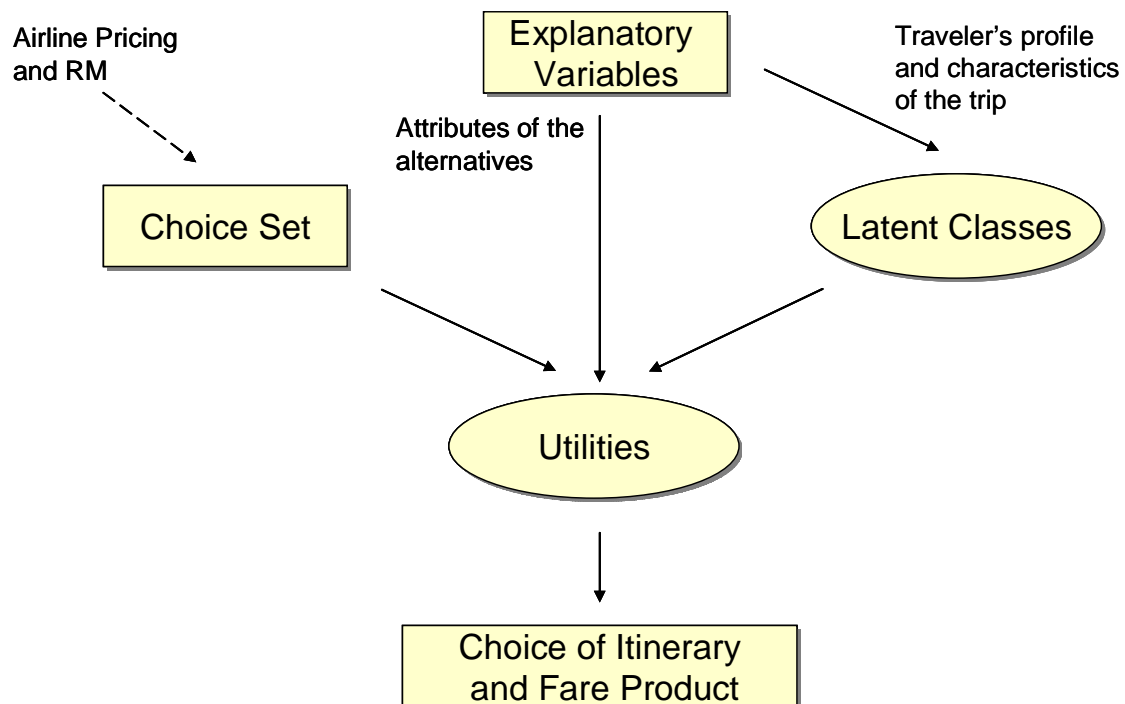 Airline Pricing
and RM
Explanatory
Variables
Traveler’s profile
and characteristics
of the trip
Attributes of the
alternatives
Choice Set
Latent Classes
Utilities
Choice of Itinerary
and Fare Product